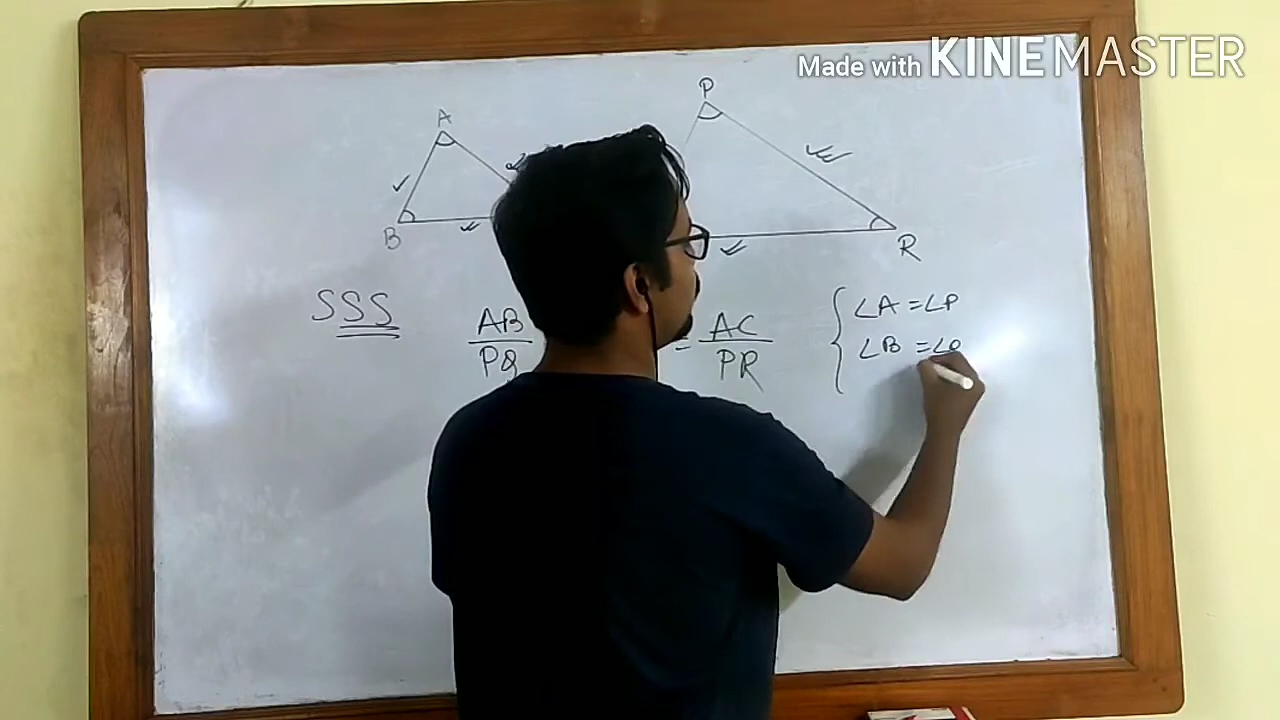 Made with KINEMASTER
P
A
B
R
SSS
AB/PQ = AC/PR
∠A = ∠P
∠B = ∠Q